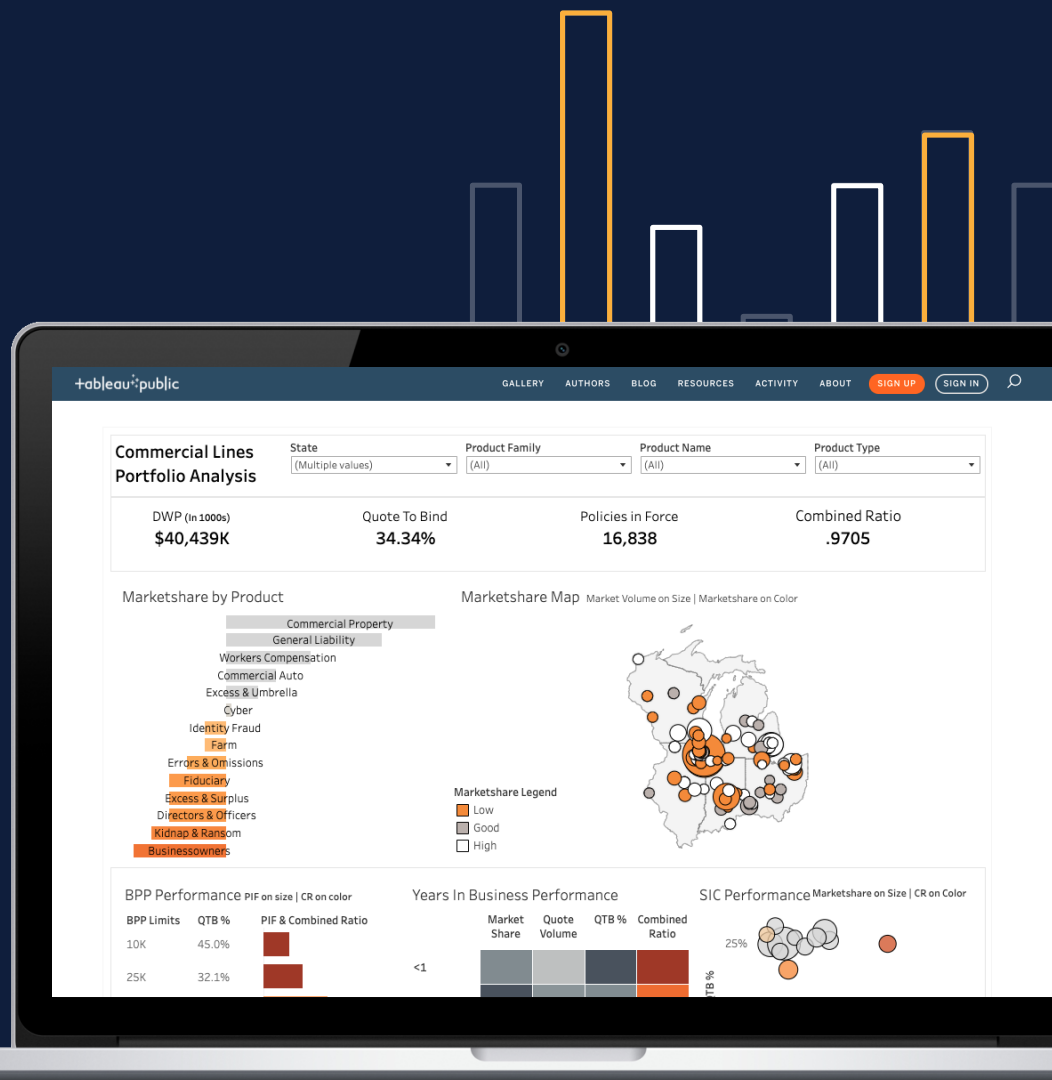 +ab|eau public
GALLERY AUTHORS BLOG RESOURCES ACTIVITY ABOUT SIGN UP SIGN IN
Commercial Lines
Portfolio Analysis
State
(Multiple values)
Product Family
(All)
Product Name
(All)
Product Type
(All)
DWP (In 1000s)
$40,439K
Quote To Bind
34.34%
Policies in Force
16,838
Combined Ratio
.9705
Marketshare by Product
Commercial Property
General Liability
Workers Compensation
Commercial Auto
Excess & Umbrella
Cyber
Identity Fraud
Farm
Errors & Omissions
Fiduciary
Excess & Surplus
Directors & Officers
Kidnap & Ransom
Businessowners
Marketshare Map Market Volume on Size | Marketshare on Color
Marketshare Legend
Low
Good
High
BPP Performance PIF on size | CR on color
BPP Limits QTB % PIF & Combined Ratio
10K 45.0%
25K 32.1%
Years In Business Performance
Market Share Quote Volume QTB % Combined Ratio
<1
SIC Performance Marketshare on Size | CR on Color
25%
QTB %